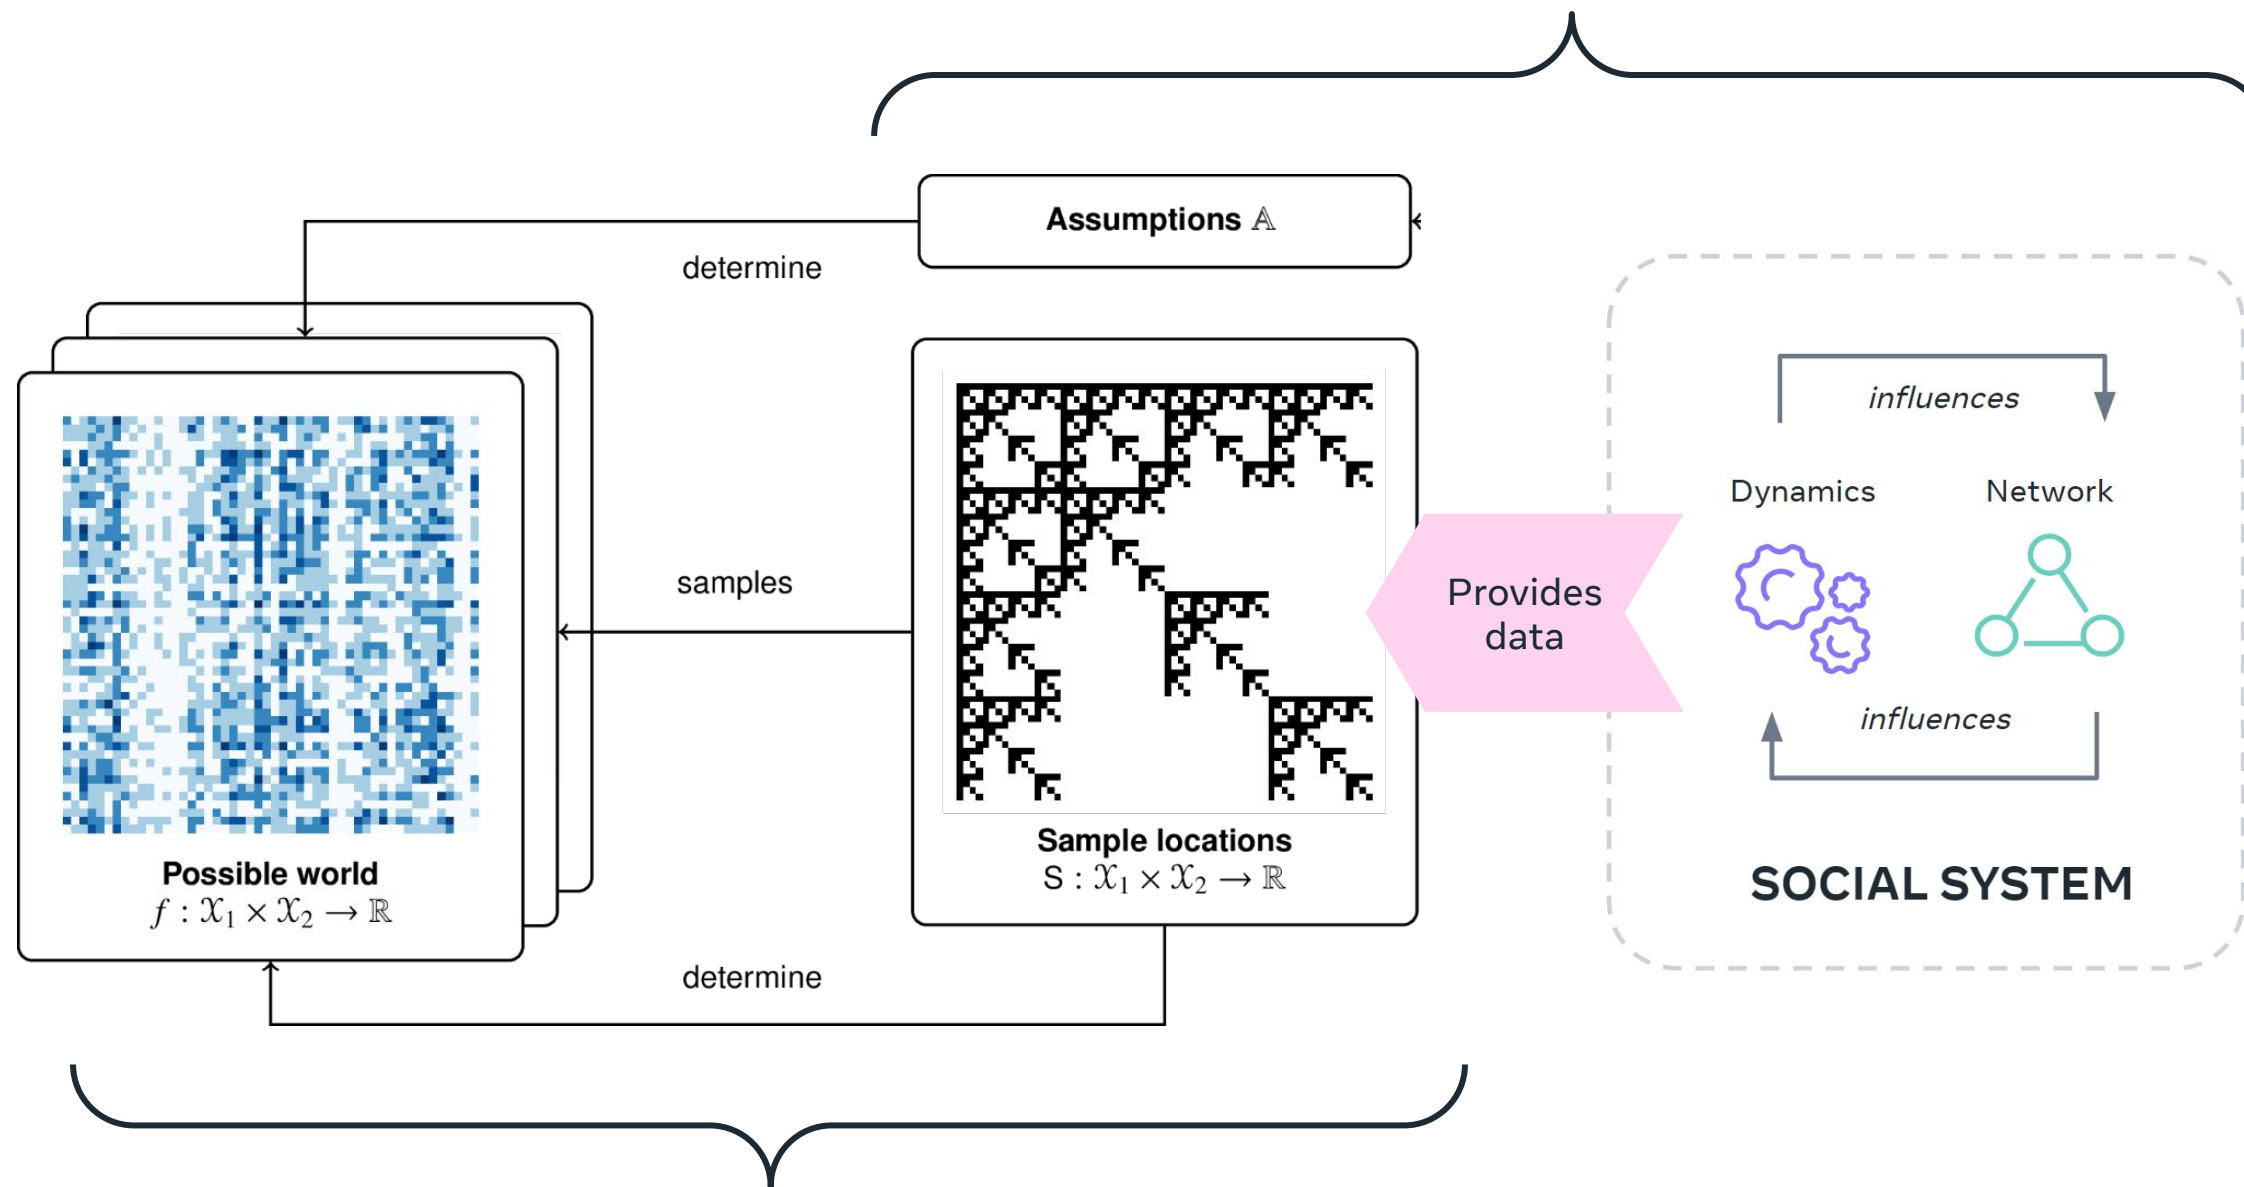 Assumptions 𝔸
determine
influences
Dynamics
Network
samples
Provides
data
influences
Sample locations
S : 𝒳₁ × 𝒳₂ → ℝ
Possible world
f : 𝒳₁ × 𝒳₂ → ℝ
SOCIAL SYSTEM
determine